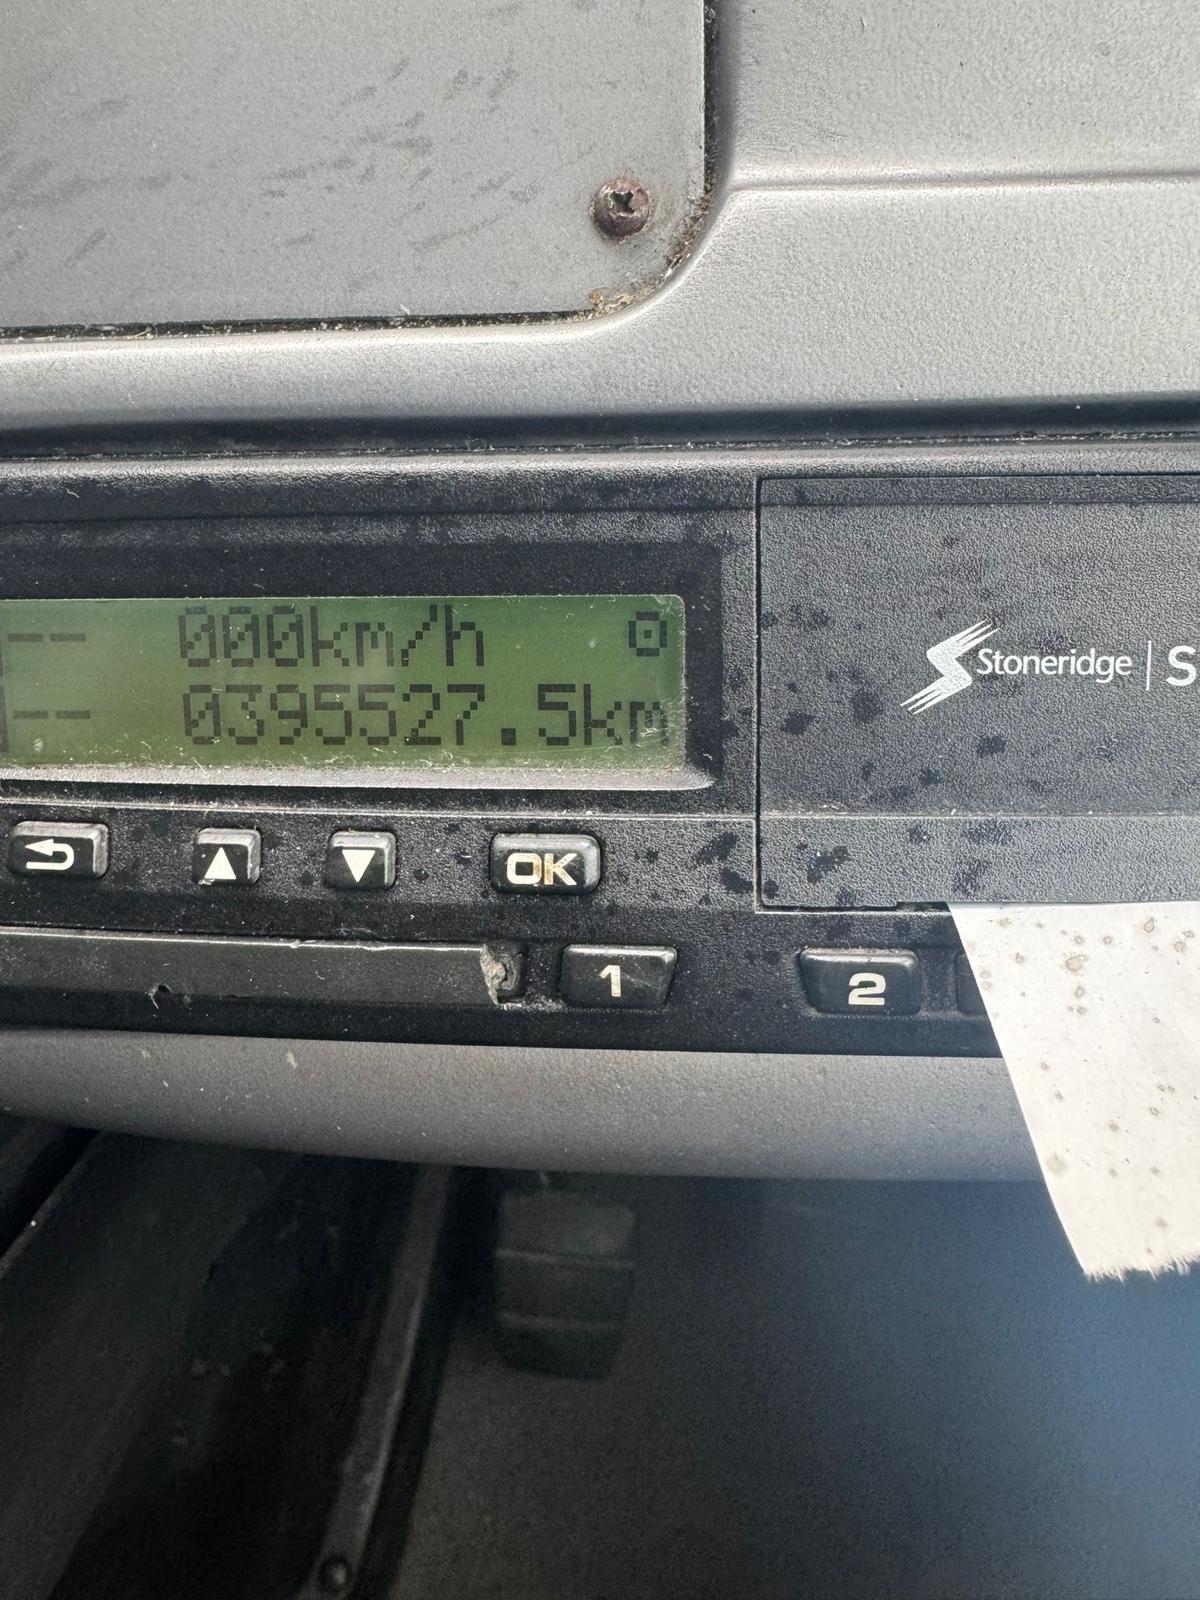 -- 000km/h
-- 0395527.5km
Stoneridge | S
OK
1
2